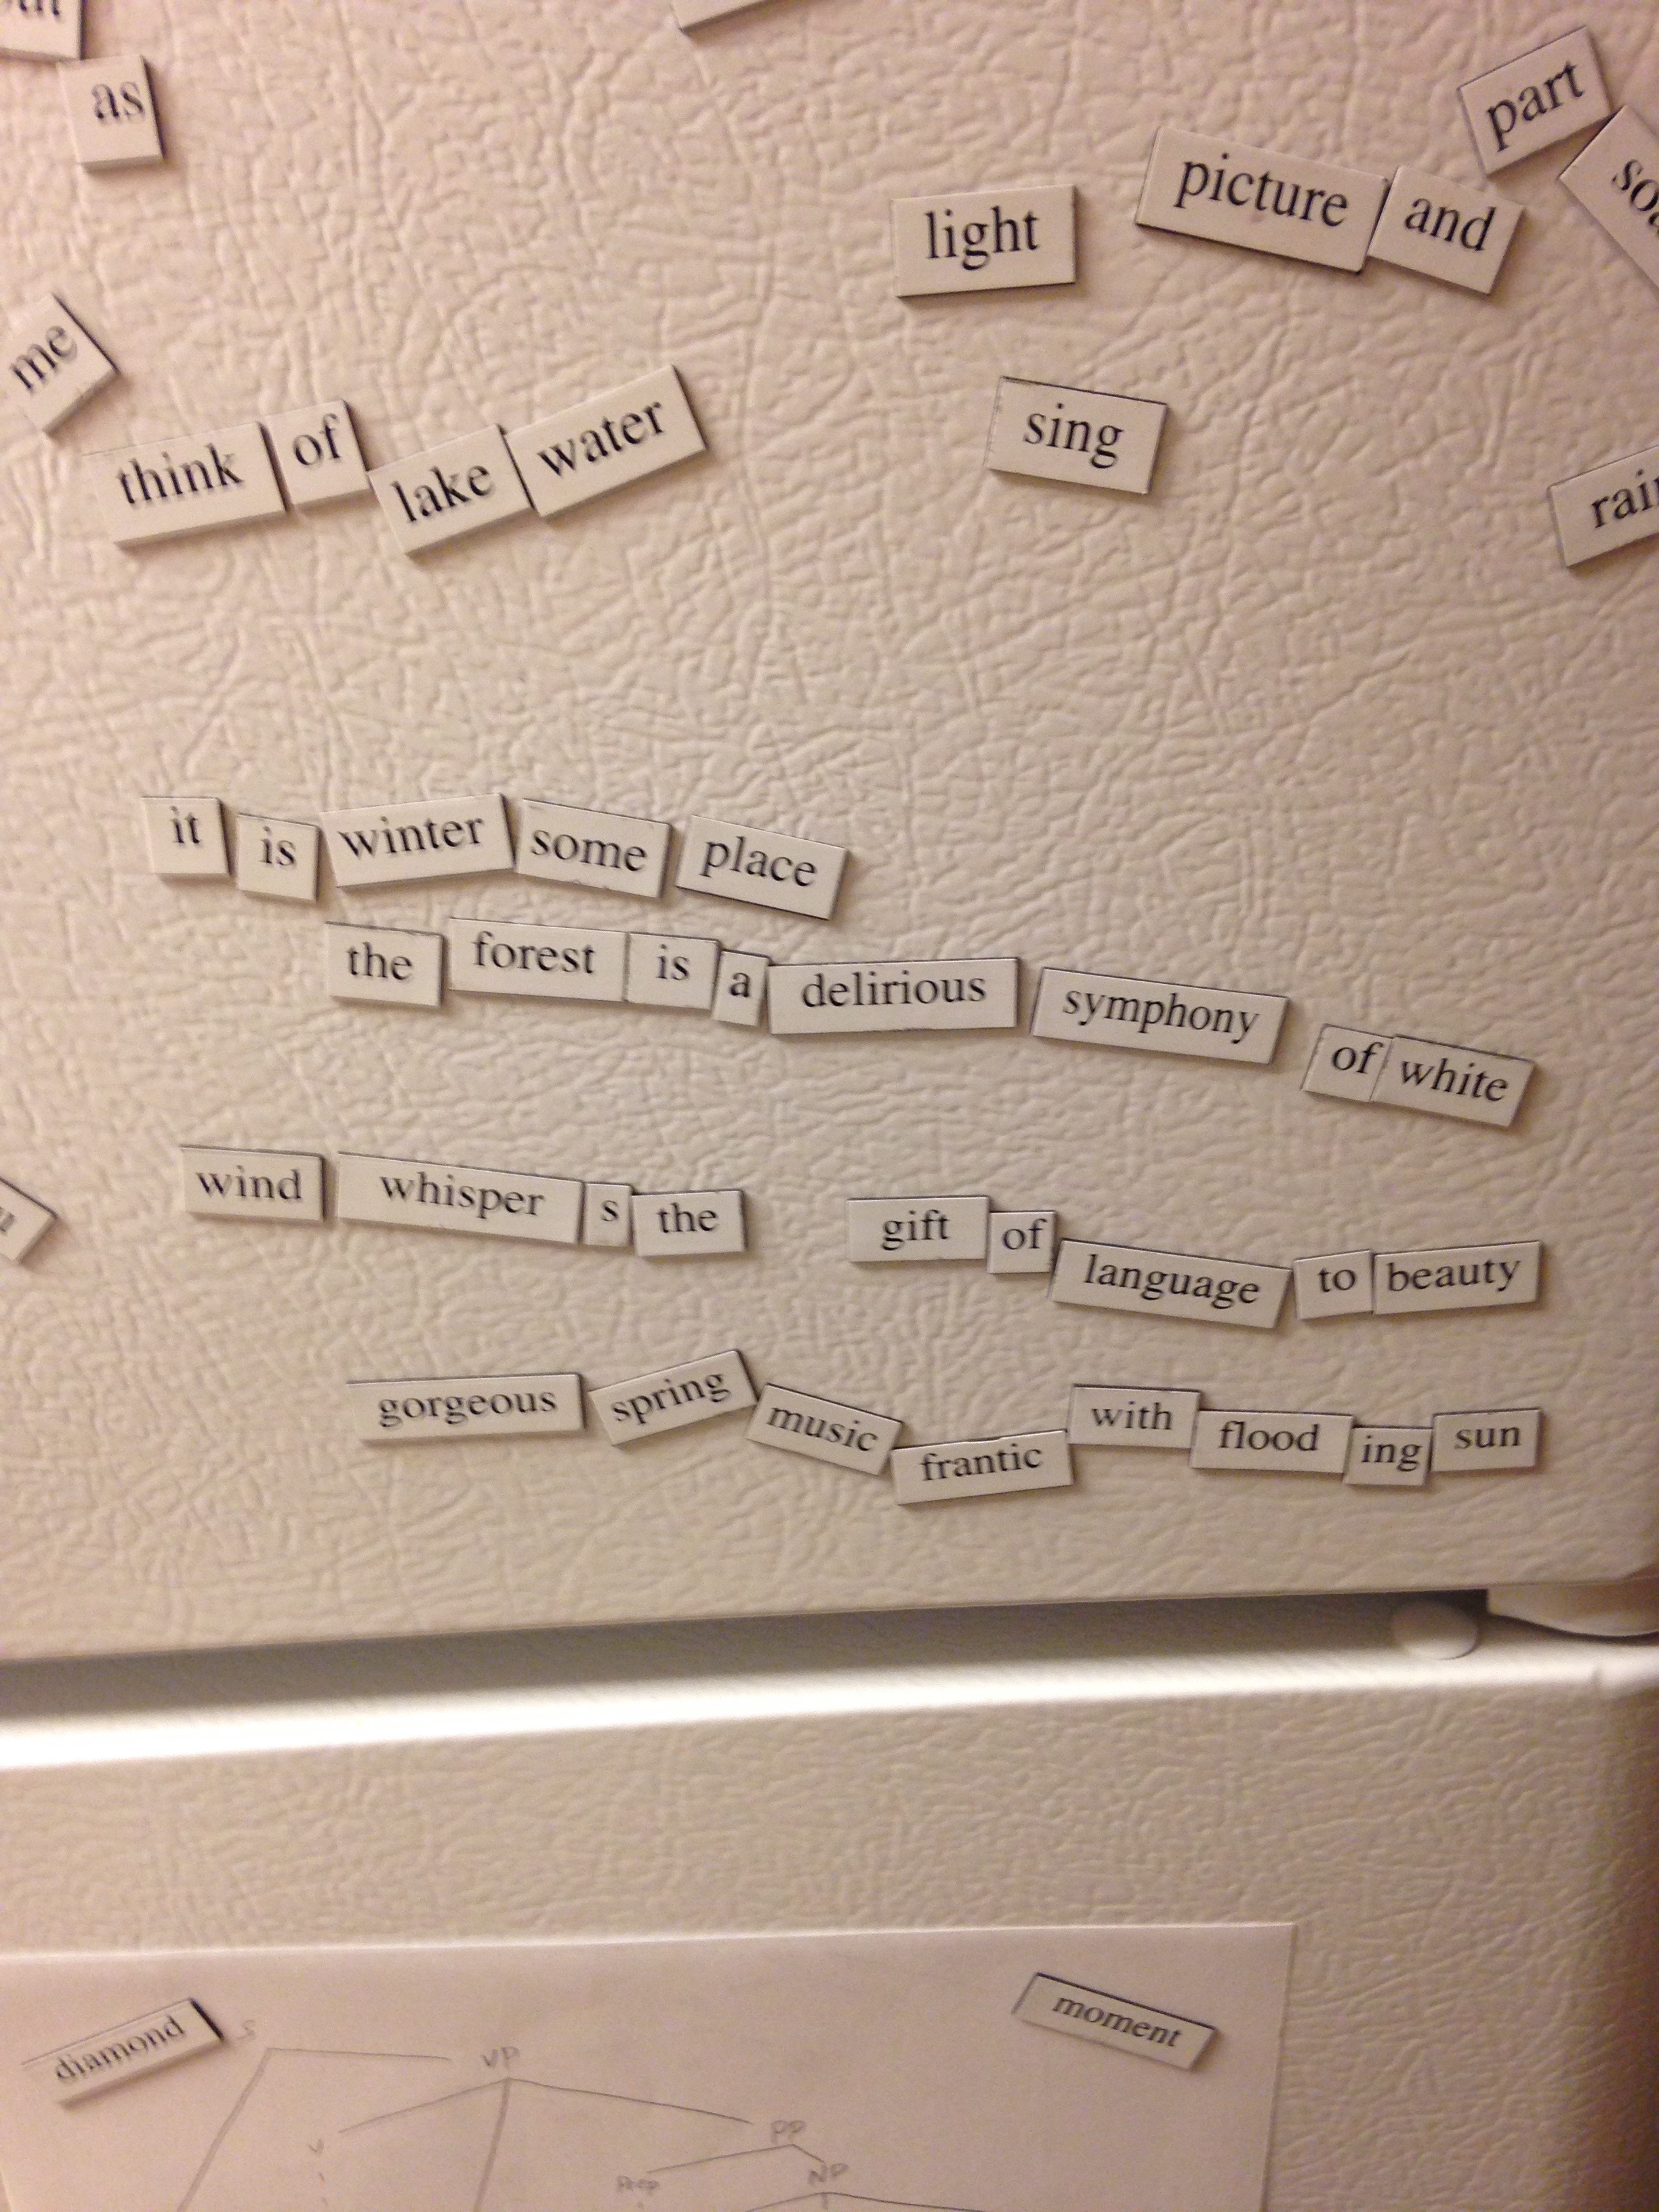 as
part
picture and
light
me
think of lake water
sing
it is winter some place
the forest is a delirious symphony of white
wind whisper s the gift of language to beauty
gorgeous spring music frantic with flood ing sun
diamond
moment
S
VP
V
PP
Prep
NP